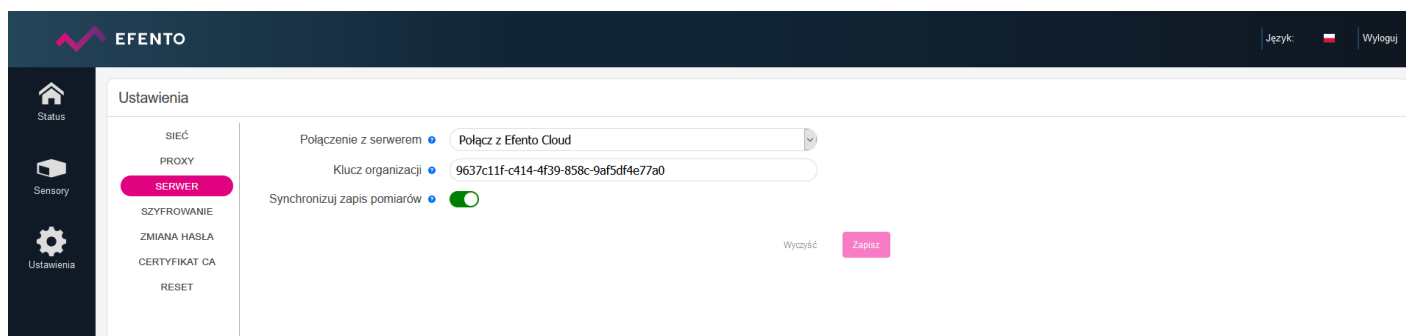 EFENTO
Język:
Wyloguj
Status
Sensory
Ustawienia
Ustawienia
SIEĆ
PROXY
SERWER
SZYFROWANIE
ZMIANA HASŁA
CERTYFIKAT CA
RESET
Połączenie z serwerem ? Połącz z Efento Cloud
Klucz organizacji ? 9637c11f-c414-4f39-858c-9af5df4e77a0
Synchronizuj zapis pomiarów ?
Wyczyść Zapisz